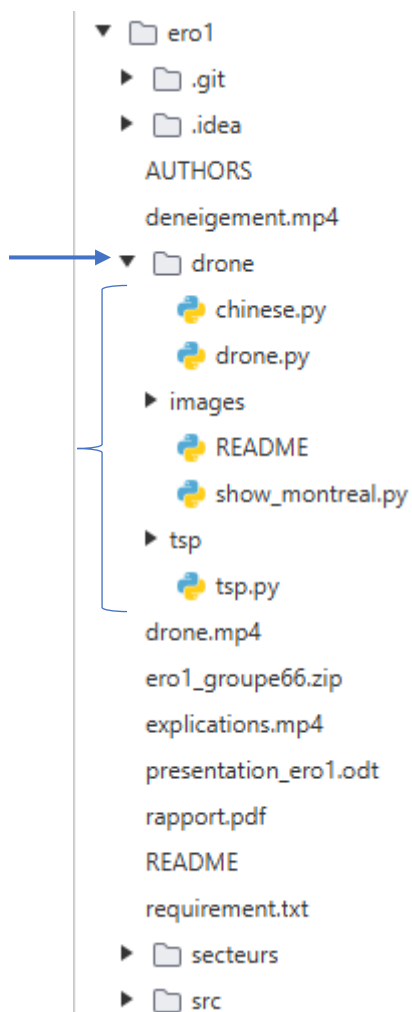 ero1
.git
.idea
AUTHORS
deneigement.mp4
drone
chinese.py
drone.py
images
README
show_montreal.py
tsp
tsp.py
drone.mp4
ero1_groupe66.zip
explications.mp4
presentation_ero1.odt
rapport.pdf
README
requirement.txt
secteurs
src